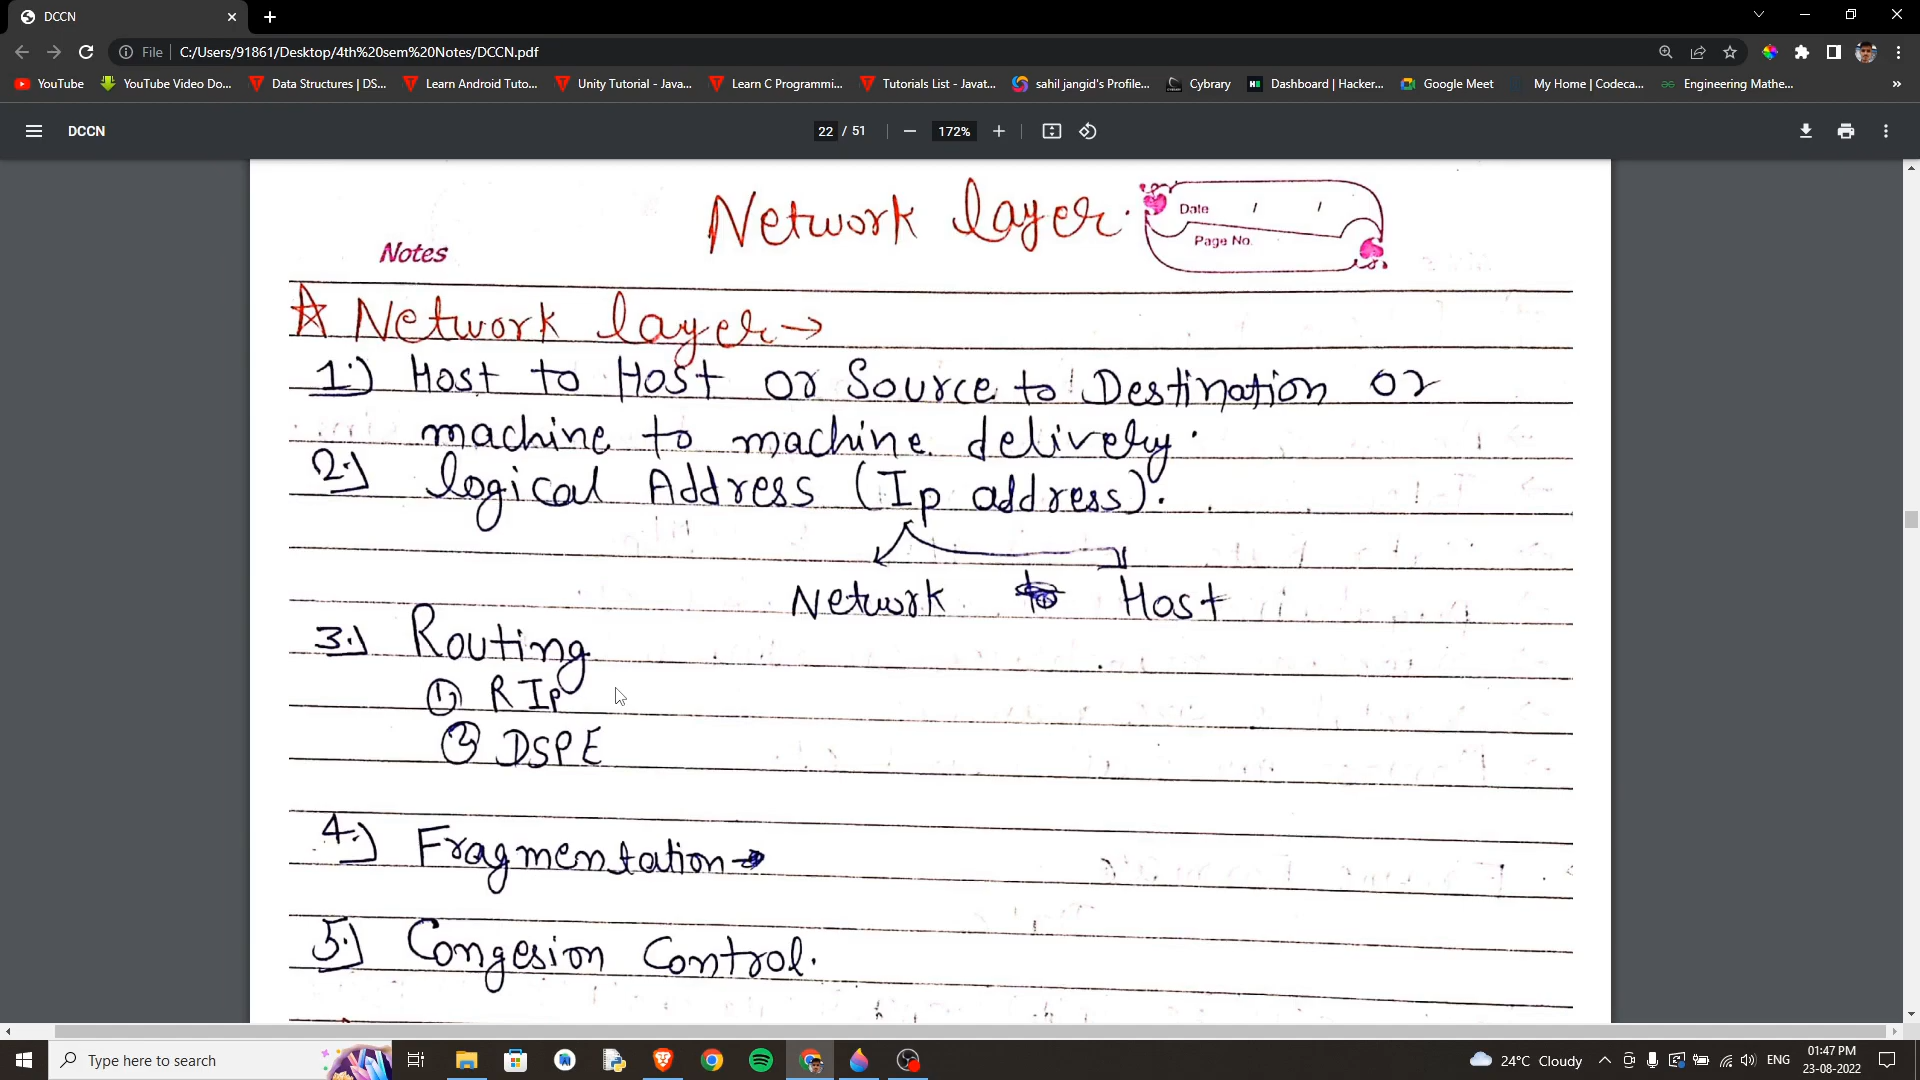 DCCN
File C:/Users/91861/Desktop/4th%20sem%20Notes/DCCN.pdf
YouTube YouTube Video Do... Data Structures | DS... Learn Android Tuto... Unity Tutorial - Java... Learn C Programmi... Tutorials List - Javat... sahil jangid's Profile... Cybrary Dashboard | Hacker... Google Meet My Home | Codeca... Engineering Mathe... »
DCCN 22 / 51 172%
Network layer.
Date / /
Page No.
Notes
☆ Network layer →
1.) Host to Host or Source to Destination or
machine to machine delivery.
2.) logical Address (Ip address).
Network to Host
3.) Routing
① RIp
② DSPE
4.) Fragmentation →
5.) Congesion Control.
Type here to search 24°C Cloudy ENG 01:47 PM
23-08-2022